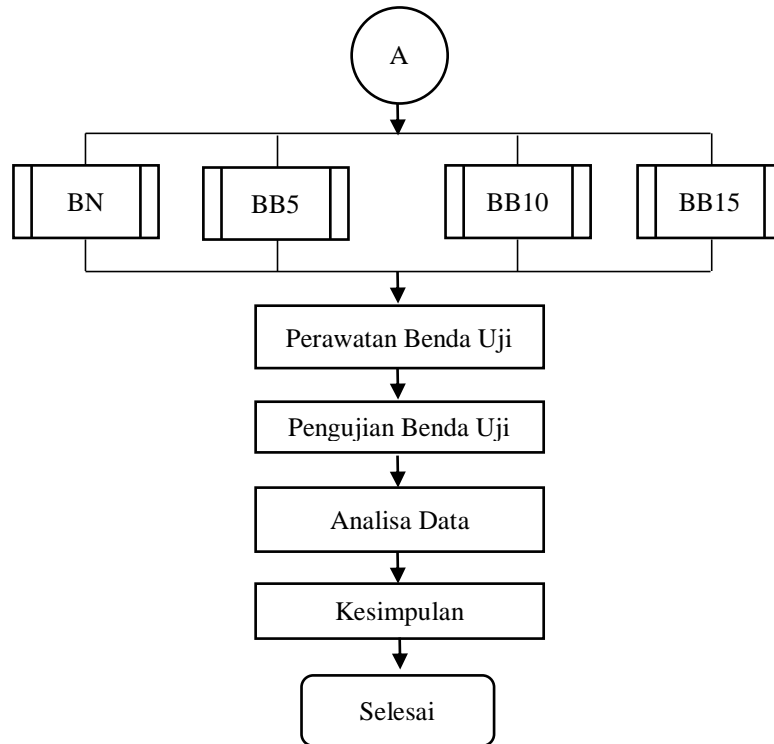 A
BN
BB5
BB10
BB15
Perawatan Benda Uji
Pengujian Benda Uji
Analisa Data
Kesimpulan
Selesai